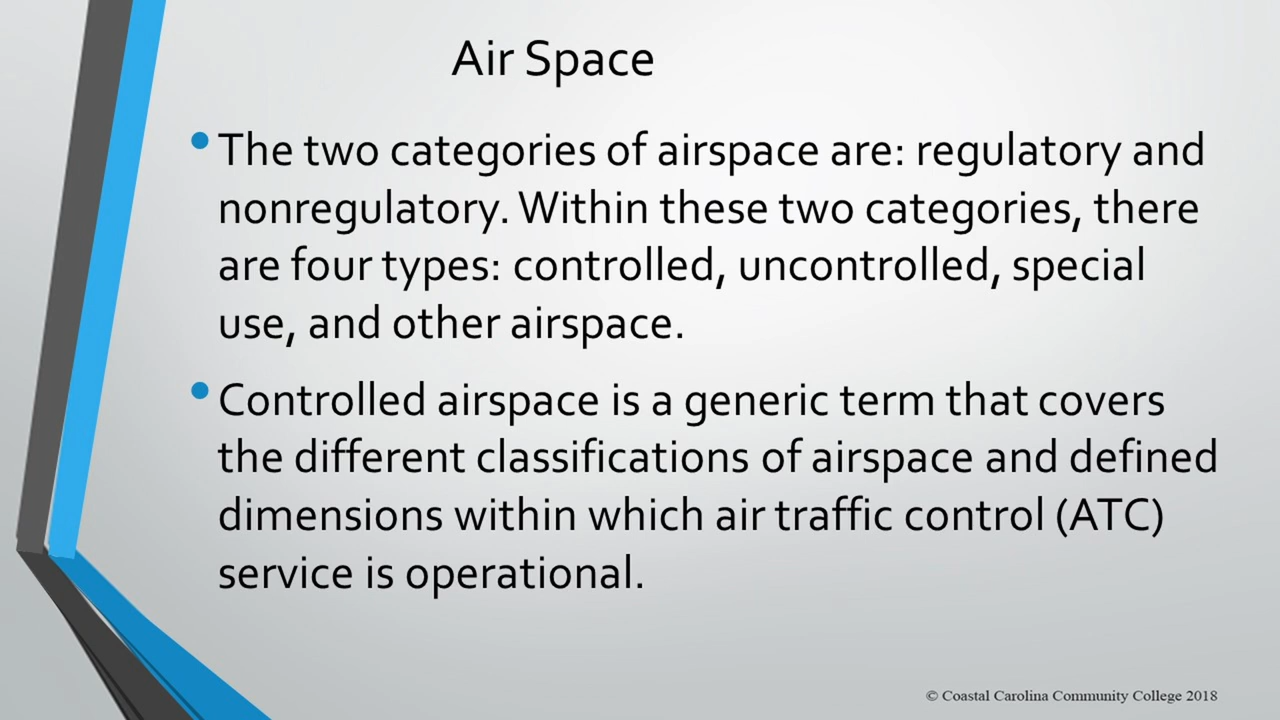 Air Space
• The two categories of airspace are: regulatory and
nonregulatory. Within these two categories, there
are four types: controlled, uncontrolled, special
use, and other airspace.
• Controlled airspace is a generic term that covers
the different classifications of airspace and defined
dimensions within which air traffic control (ATC)
service is operational.
© Coastal Carolina Community College 2018